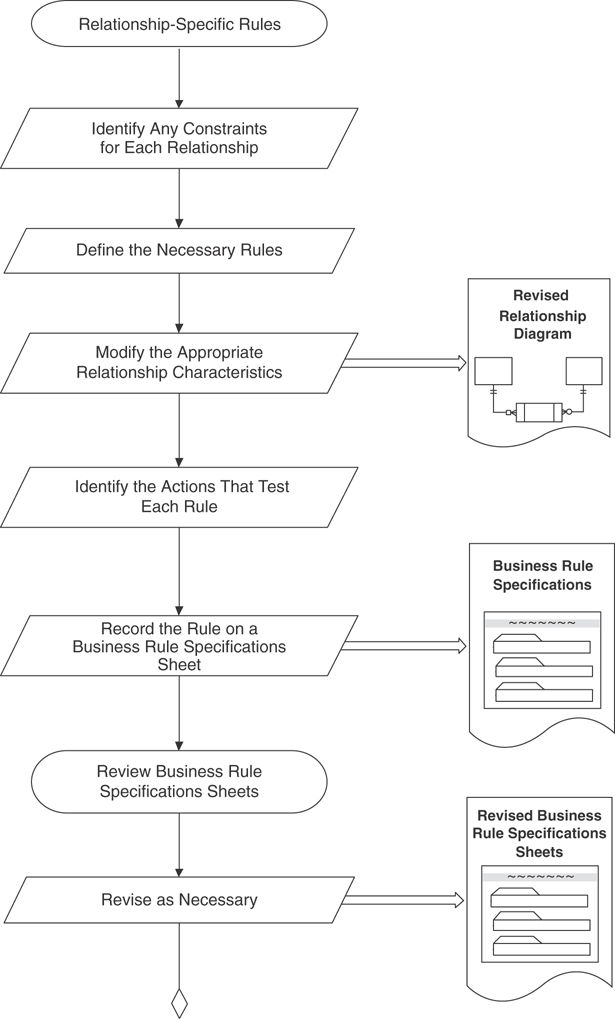 Relationship-Specific Rules
Identify Any Constraints
for Each Relationship
Define the Necessary Rules
Modify the Appropriate
Relationship Characteristics
Revised
Relationship
Diagram
Identify the Actions That Test
Each Rule
Record the Rule on a
Business Rule Specifications
Sheet
Business Rule
Specifications
Review Business Rule
Specifications Sheets
Revise as Necessary
Revised Business
Rule Specifications
Sheets